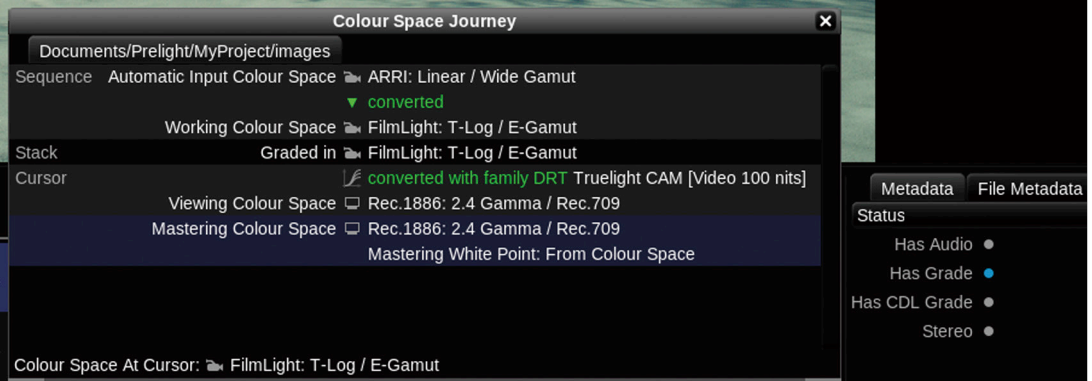 Colour Space Journey
Documents/Prelight/MyProject/images
Sequence Automatic Input Colour Space ARRI: Linear / Wide Gamut
converted
Working Colour Space FilmLight: T-Log / E-Gamut
Stack Graded in FilmLight: T-Log / E-Gamut
Cursor converted with family DRT Truelight CAM [Video 100 nits]
Viewing Colour Space Rec.1886: 2.4 Gamma / Rec.709
Mastering Colour Space Rec.1886: 2.4 Gamma / Rec.709
Mastering White Point: From Colour Space
Colour Space At Cursor: FilmLight: T-Log / E-Gamut
Metadata File Metadata
Status
Has Audio
Has Grade
Has CDL Grade
Stereo